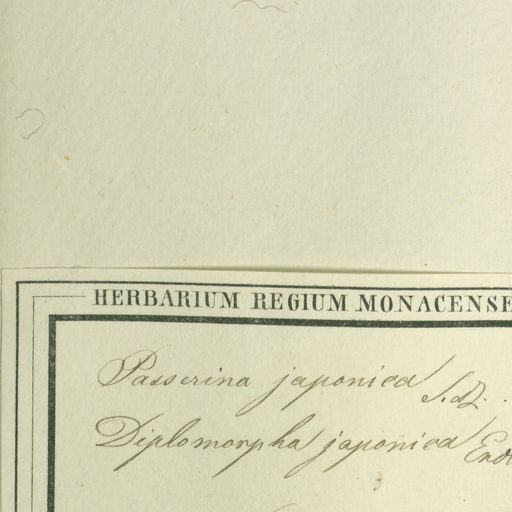 HERBARIUM REGIUM MONACENSE
Passerina japonica S. & Z.
Diplomorpha japonica Endl